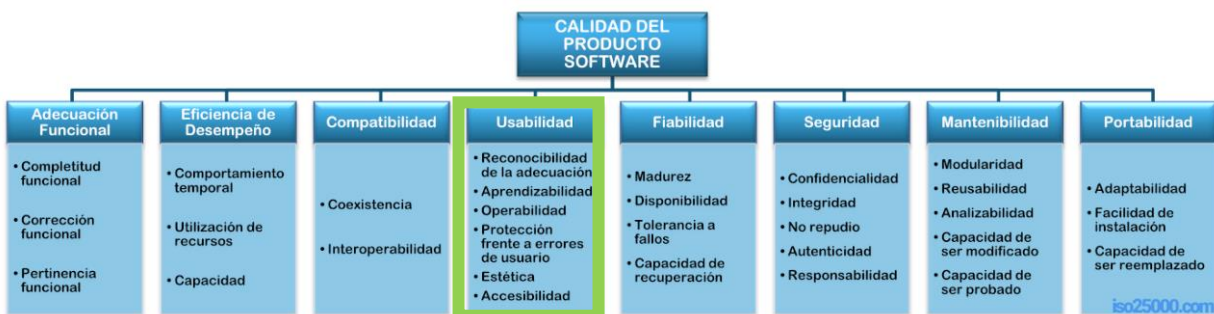 CALIDAD DEL
PRODUCTO
SOFTWARE
Adecuación
Funcional
• Completitud
funcional
• Corrección
funcional
• Pertinencia
funcional
Eficiencia de
Desempeño
• Comportamiento
temporal
• Utilización de
recursos
• Capacidad
Compatibilidad
• Coexistencia
• Interoperabilidad
Usabilidad
• Reconocibilidad
de la adecuación
• Aprendizabilidad
• Operabilidad
• Protección
frente a errores
de usuario
• Estética
• Accesibilidad
Fiabilidad
• Madurez
• Disponibilidad
• Tolerancia a
fallos
• Capacidad de
recuperación
Seguridad
• Confidencialidad
• Integridad
• No repudio
• Autenticidad
• Responsabilidad
Mantenibilidad
• Modularidad
• Reusabilidad
• Analizabilidad
• Capacidad de
ser modificado
• Capacidad de
ser probado
Portabilidad
• Adaptabilidad
• Facilidad de
instalación
• Capacidad de
ser reemplazado
iso25000.com